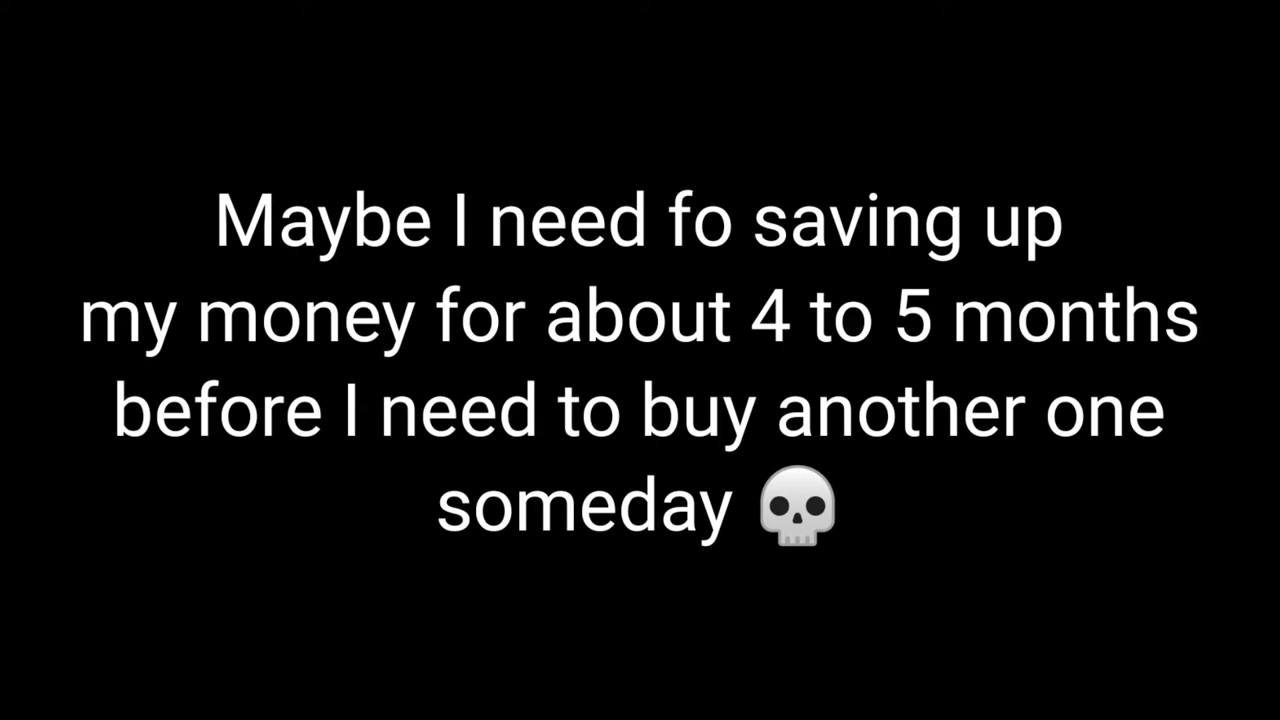 Maybe I need fo saving up
my money for about 4 to 5 months
before I need to buy another one
someday 💀